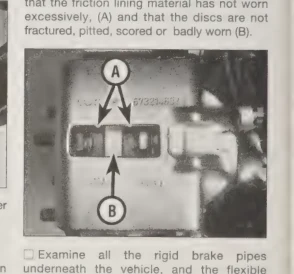 that the friction lining material has not worn
excessively, (A) and that the discs are not
fractured, pitted, scored or badly worn (B).
A
B
er
Examine all the rigid brake pipes
n underneath the vehicle, and the flexible